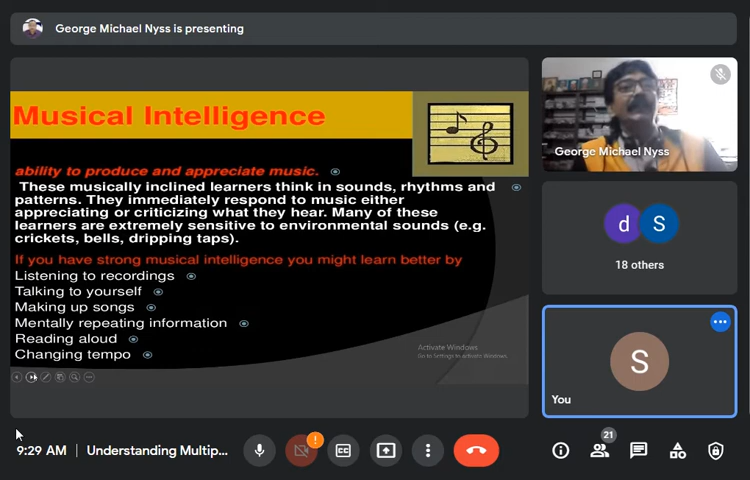 George Michael Nyss is presenting
Musical Intelligence
ability to produce and appreciate music.
These musically inclined learners think in sounds, rhythms and
patterns. They immediately respond to music either
appreciating or criticizing what they hear. Many of these
learners are extremely sensitive to environmental sounds (e.g.
crickets, bells, dripping taps).
If you have strong musical intelligence you might learn better by
Listening to recordings
Talking to yourself
Making up songs
Mentally repeating information
Reading aloud
Changing tempo
Activate Windows
Go to Settings to activate Windows.
George Michael Nyss
d S
18 others
S
You
9:29 AM | Understanding Multip...
21